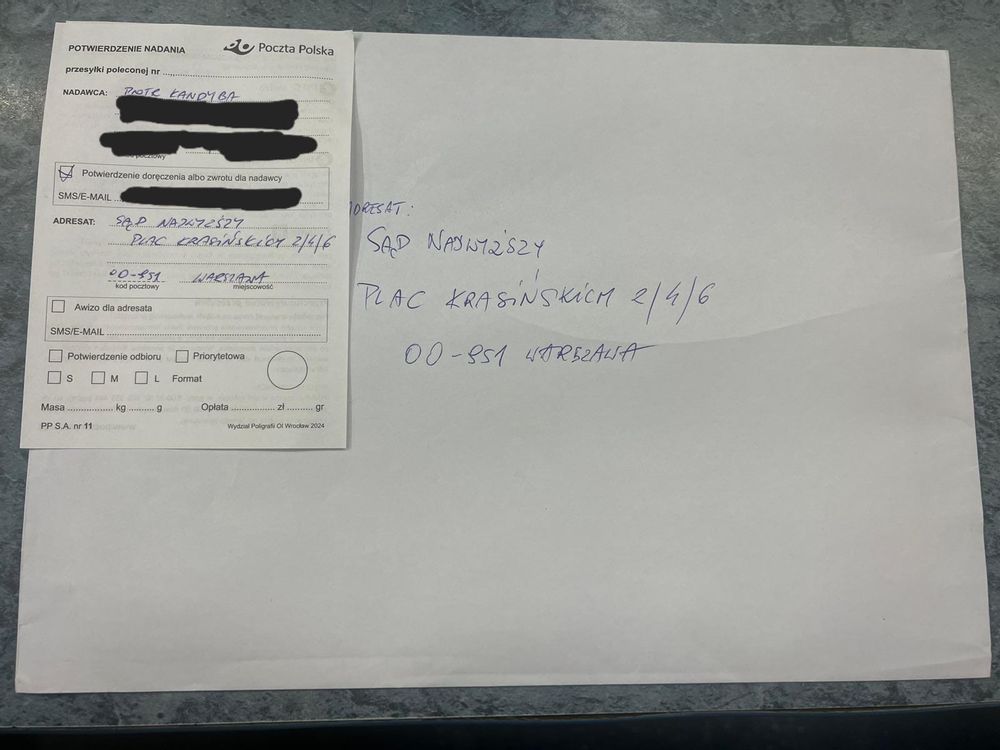 POTWIERDZENIE NADANIA
Poczta Polska
przesyłki poleconej nr
NADAWCA: PIOTR KANDYBA
pocztowy
Potwierdzenie doręczenia albo zwrotu dla nadawcy
SMS/E-MAIL
ADRESAT: SĄD NAJWYŻSZY
PLAC KRASIŃSKICH 2/4/6
00-951 WARSZAWA
kod pocztowy miejscowość
Awizo dla adresata
SMS/E-MAIL
Potwierdzenie odbioru Priorytetowa
S M L Format
Masa kg g Opłata zł gr
PP S.A. nr 11 Wydział Poligrafii OI Wrocław 2024
ADRESAT:
SĄD NAJWYŻSZY
PLAC KRASIŃSKICH 2/4/6
00-951 WARSZAWA